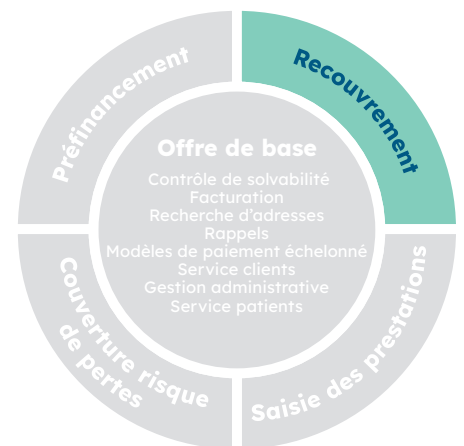 Préfinancement
Recouvrement
Offre de base
Contrôle de solvabilité
Facturation
Recherche d’adresses
Rappels
Modèles de paiement échelonné
Service clients
Gestion administrative
Service patients
Couverture risque
de pertes
Saisie des prestations